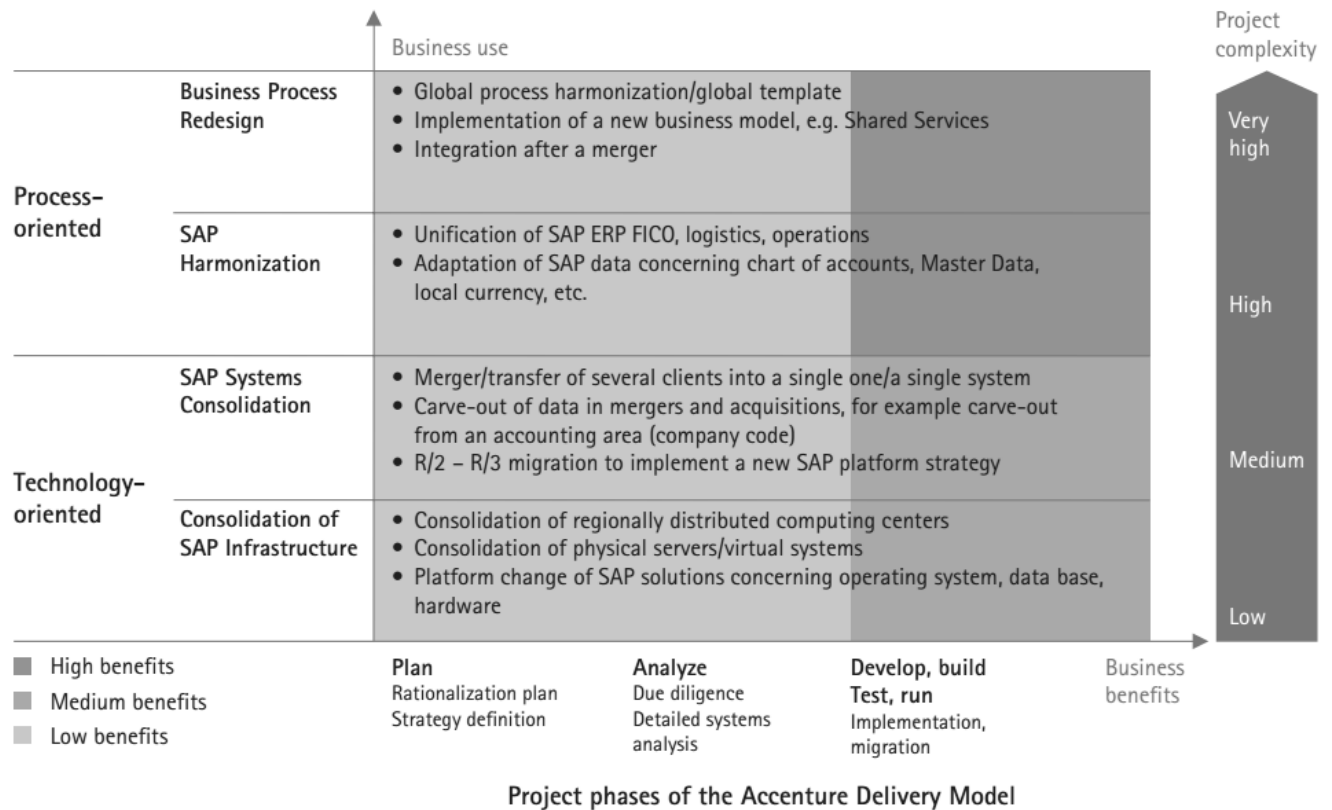 Business use
Project
complexity
Process-
oriented
Business Process
Redesign
• Global process harmonization/global template
• Implementation of a new business model, e.g. Shared Services
• Integration after a merger
Very
high
SAP
Harmonization
• Unification of SAP ERP FICO, logistics, operations
• Adaptation of SAP data concerning chart of accounts, Master Data,
local currency, etc.
High
Technology-
oriented
SAP Systems
Consolidation
• Merger/transfer of several clients into a single one/a single system
• Carve-out of data in mergers and acquisitions, for example carve-out
from an accounting area (company code)
• R/2 – R/3 migration to implement a new SAP platform strategy
Medium
Consolidation of
SAP Infrastructure
• Consolidation of regionally distributed computing centers
• Consolidation of physical servers/virtual systems
• Platform change of SAP solutions concerning operating system, data base,
hardware
Low
High benefits
Medium benefits
Low benefits
Plan
Rationalization plan
Strategy definition
Analyze
Due diligence
Detailed systems
analysis
Develop, build
Test, run
Implementation,
migration
Business
benefits
Project phases of the Accenture Delivery Model